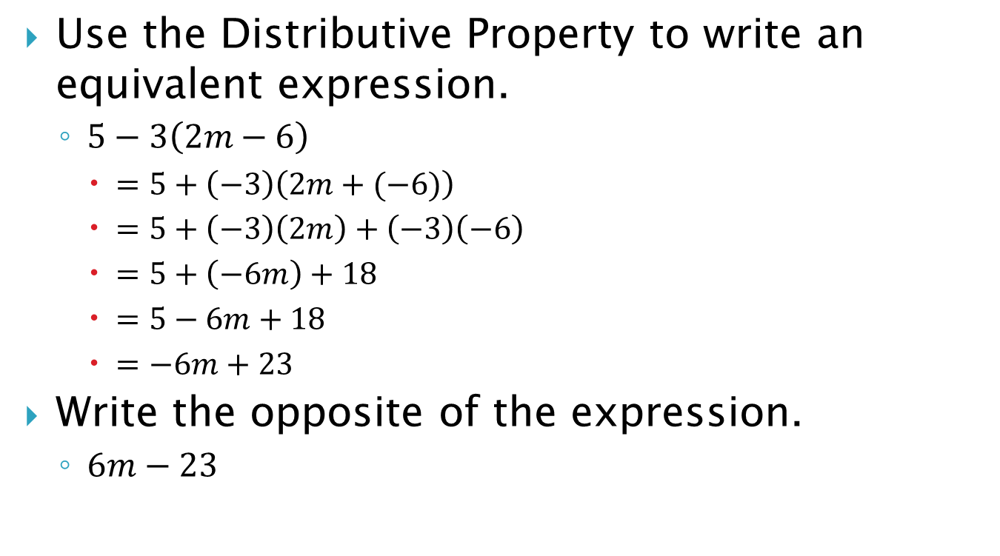 Use the Distributive Property to write an
equivalent expression.
5 − 3(2m − 6)
= 5 + (−3)(2m + (−6))
= 5 + (−3)(2m) + (−3)(−6)
= 5 + (−6m) + 18
= 5 − 6m + 18
= −6m + 23
Write the opposite of the expression.
6m − 23